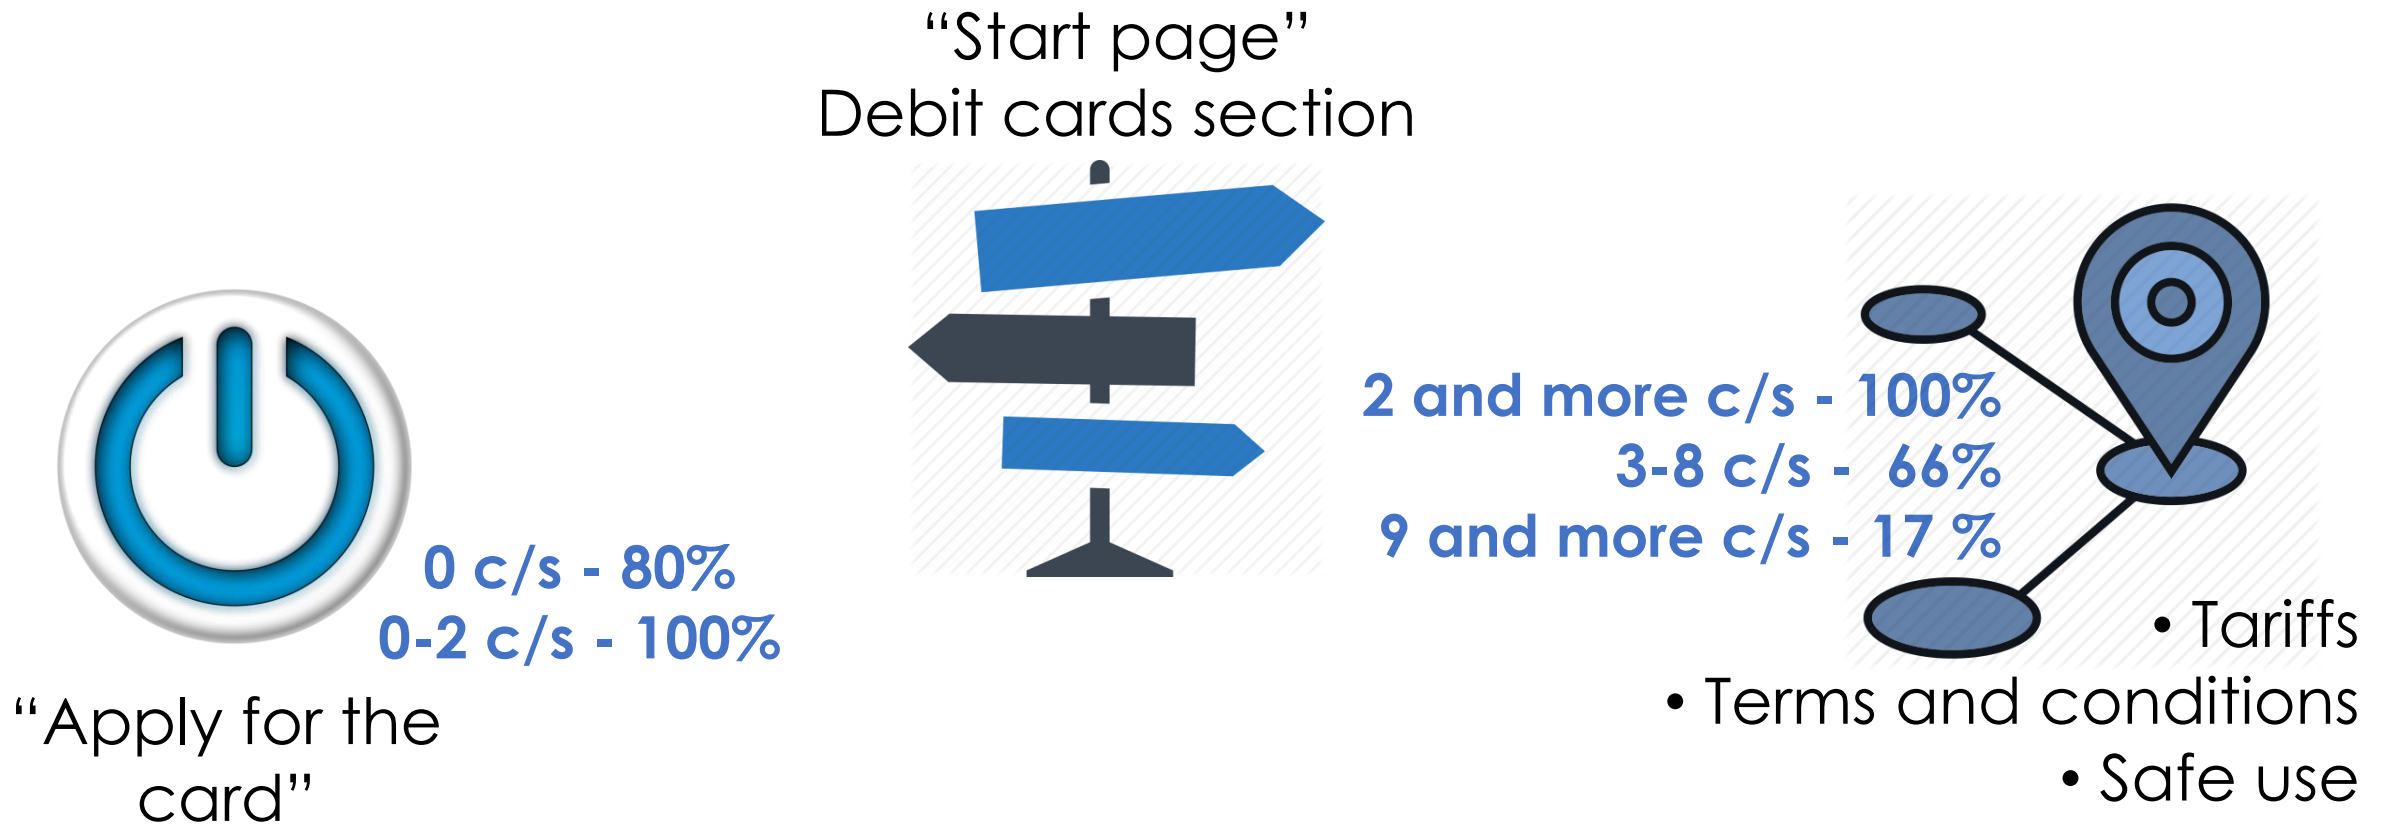 “Start page”
Debit cards section
0 c/s - 80%
0-2 c/s - 100%
“Apply for the
card”
2 and more c/s - 100%
3-8 c/s - 66%
9 and more c/s - 17 %
• Tariffs
• Terms and conditions
• Safe use